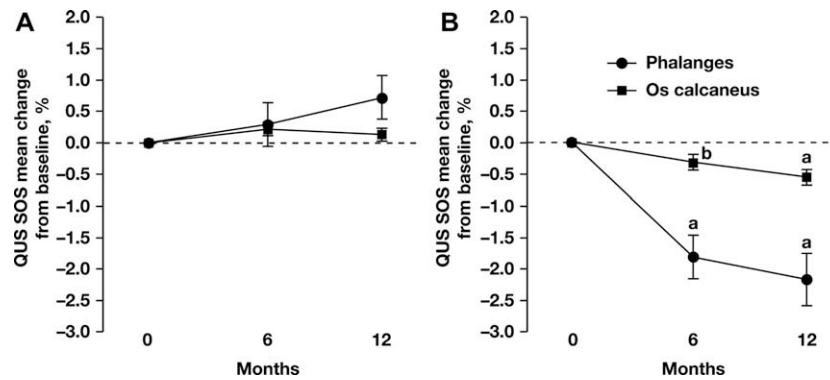 A
QUS SOS mean change
from baseline, %
2.0
1.5
1.0
0.5
0.0
−0.5
−1.0
−1.5
−2.0
−2.5
−3.0
0
6
12
Months
B
QUS SOS mean change
from baseline, %
2.0
1.5
1.0
0.5
0.0
−0.5
−1.0
−1.5
−2.0
−2.5
−3.0
Phalanges
Os calcaneus
b
a
a
a
0
6
12
Months